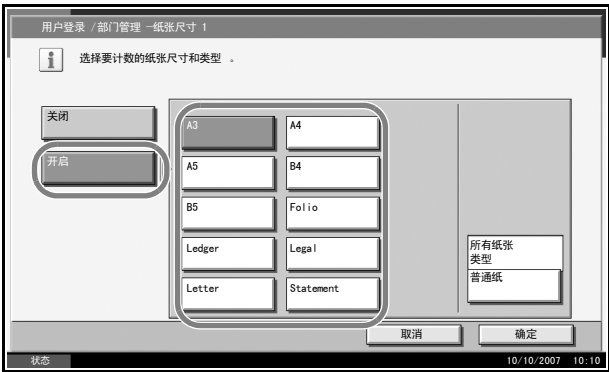 用户登录 /部门管理 -纸张尺寸 1
选择要计数的纸张尺寸和类型 。
关闭
开启
A3
A4
A5
B4
B5
Folio
Ledger
Legal
Letter
Statement
所有纸张
类型
普通纸
取消
确定
状态
10/10/2007 10:10